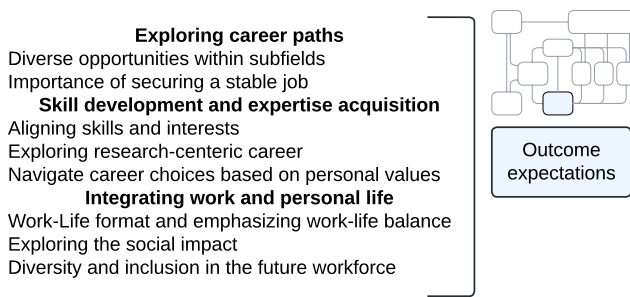 Exploring career paths
Diverse opportunities within subfields
Importance of securing a stable job
Skill development and expertise acquisition
Aligning skills and interests
Exploring research-centric career
Navigate career choices based on personal values
Integrating work and personal life
Work-Life format and emphasizing work-life balance
Exploring the social impact
Diversity and inclusion in the future workforce
Outcome
expectations